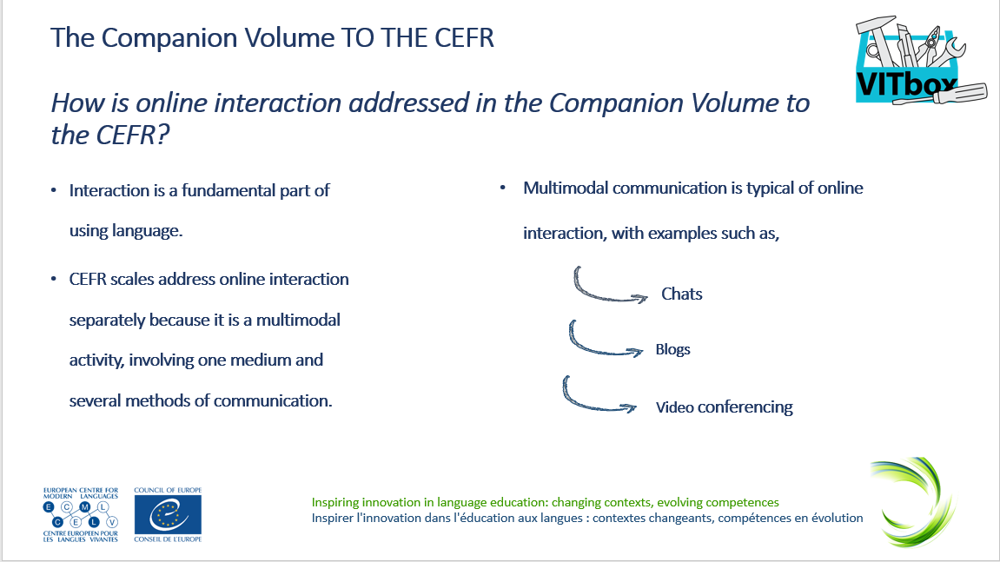 The Companion Volume TO THE CEFR
VITbox
How is online interaction addressed in the Companion Volume to
the CEFR?
• Interaction is a fundamental part of
using language.
• CEFR scales address online interaction
separately because it is a multimodal
activity, involving one medium and
several methods of communication.
• Multimodal communication is typical of online
interaction, with examples such as,
Chats
Blogs
Video conferencing
EUROPEAN CENTRE FOR
MODERN LANGUAGES
E C M L
C E L V
CENTRE EUROPEEN POUR
LES LANGUES VIVANTES
COUNCIL OF EUROPE
CONSEIL DE L'EUROPE
Inspiring innovation in language education: changing contexts, evolving competences
Inspirer l'innovation dans l'éducation aux langues : contextes changeants, compétences en évolution